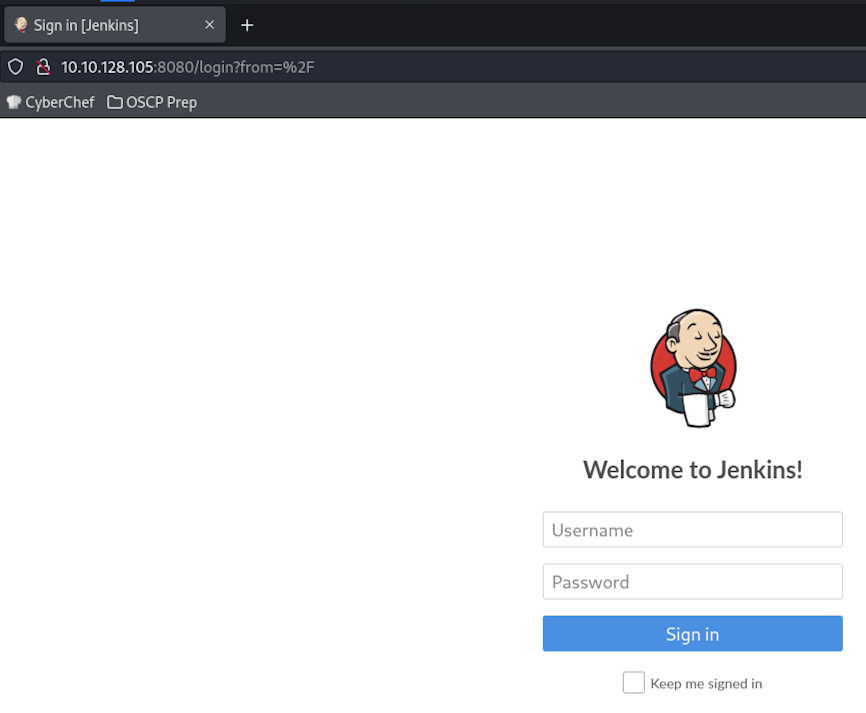 Sign in [Jenkins]
10.10.128.105:8080/login?from=%2F
CyberChef OSCP Prep
Welcome to Jenkins!
Username
Password
Sign in
Keep me signed in